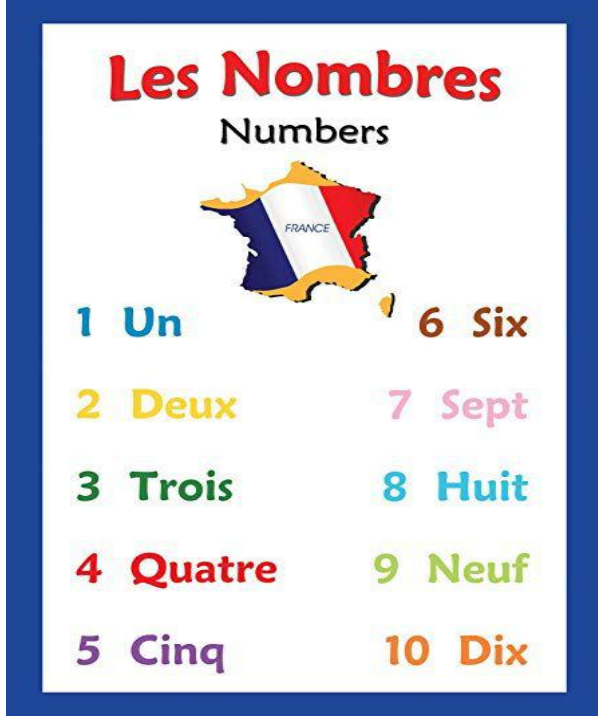 Les Nombres
Numbers
FRANCE
1 Un
6 Six
2 Deux
7 Sept
3 Trois
8 Huit
4 Quatre
9 Neuf
5 Cinq
10 Dix